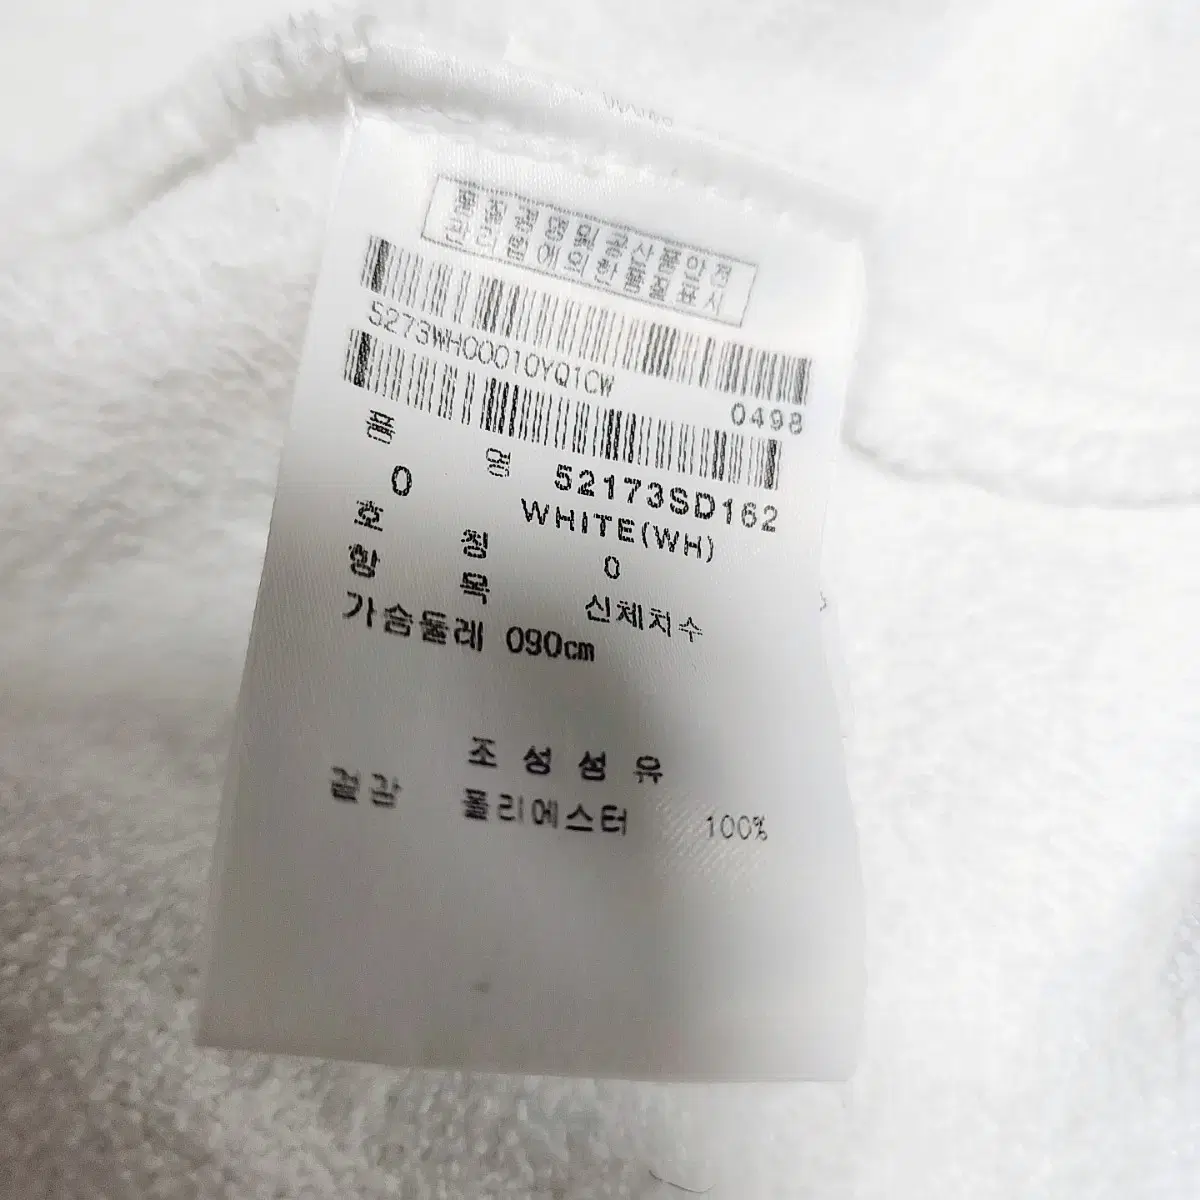 품질경영및공산품안전
관리법에의한품질표시
5273WH00010YQ1CW
0498
품 명 52173SD162
0 WHITE(WH)
호 칭 0
항 목 신체치수
가슴둘레 090cm
조 성 섬 유
겉감 폴리에스터 100%